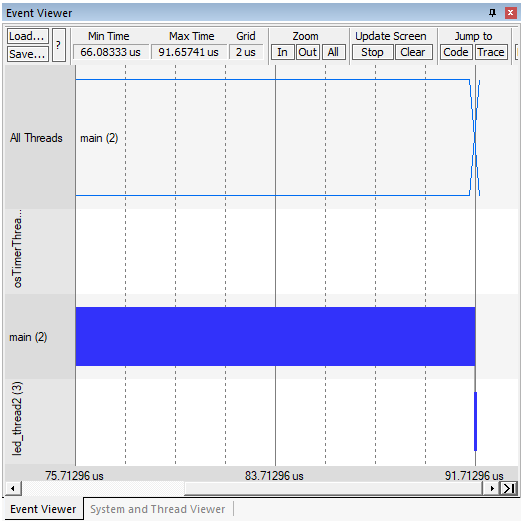 Event Viewer
Load... Min Time Max Time Grid Zoom Update Screen Jump to
Save... ? 66.08333 us 91.65741 us 2 us In Out All Stop Clear Code Trace
All Threads main (2)
osTimerThrea...
main (2)
led_thread2 (3)
75.71296 us 83.71296 us 91.71296 us
Event Viewer System and Thread Viewer